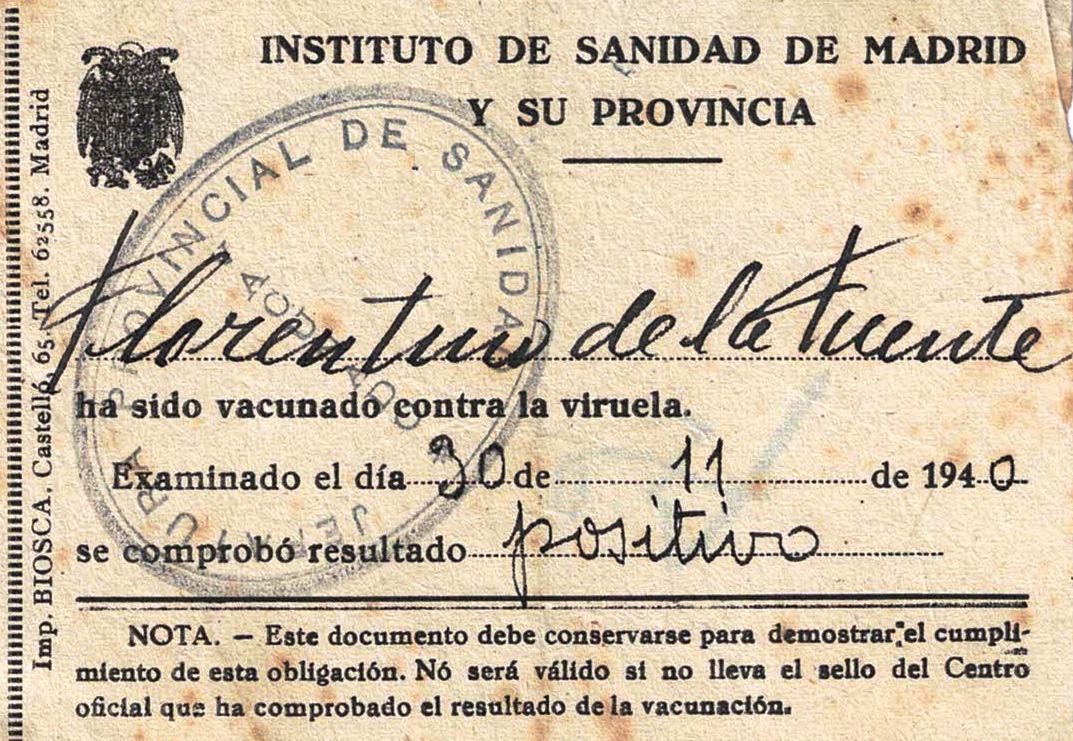 INSTITUTO DE SANIDAD DE MADRID
Y SU PROVINCIA
JEFATURA PROVINCIAL DE SANIDAD
Florentino de la Fuente
ha sido vacunado contra la viruela.
Examinado el día 30 de 11 de 1940
se comprobó resultado positivo
NOTA. — Este documento debe conservarse para demostrar el cumpli-
miento de esta obligación. Nó será válido si no lleva el sello del Centro
oficial que ha comprobado el resultado de la vacunación.
Imp. BIOSCA. Castelló, 65. Tel. 62558. Madrid